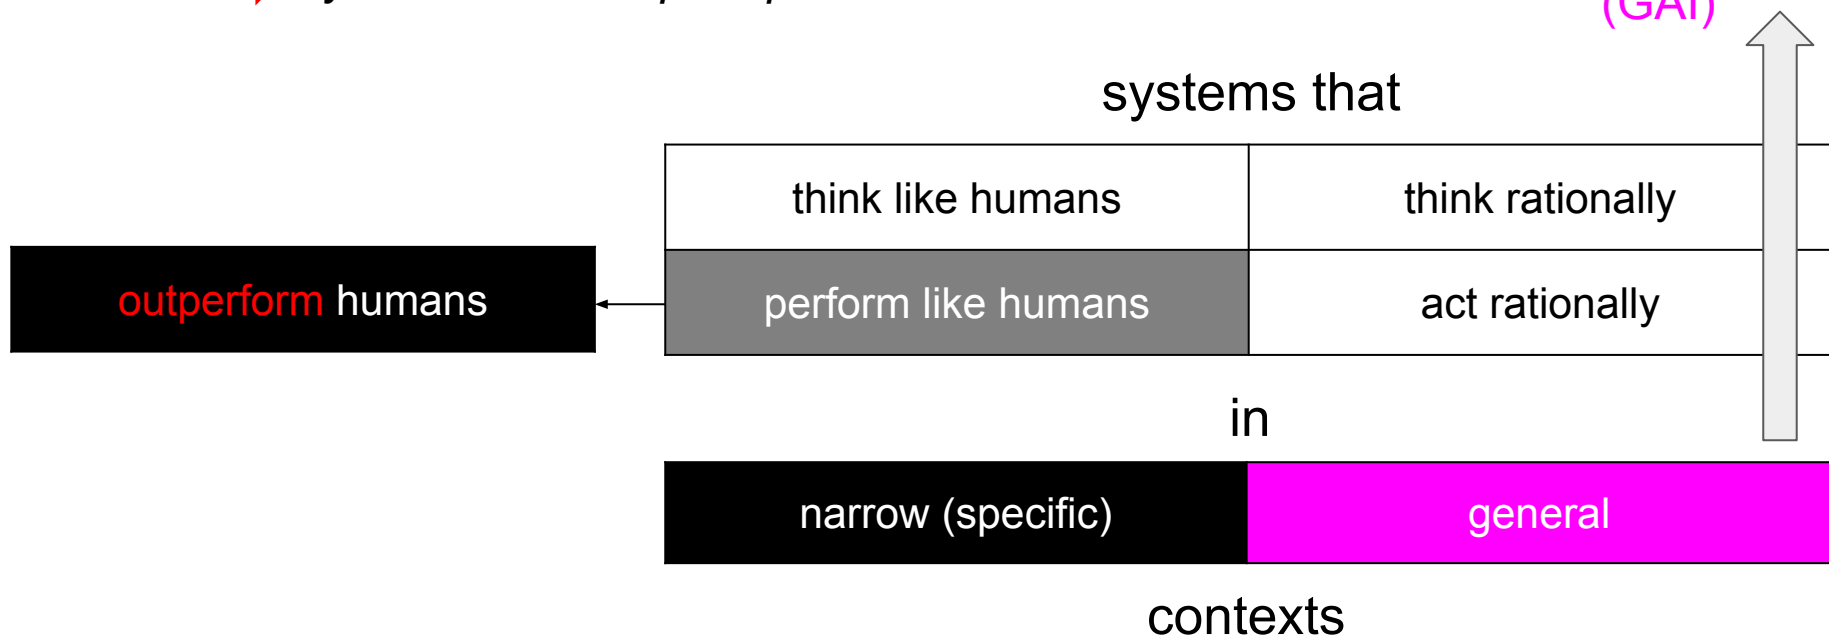 (GAI)
systems that
think like humans think rationally
outperform humans perform like humans act rationally
in
narrow (specific) general
contexts